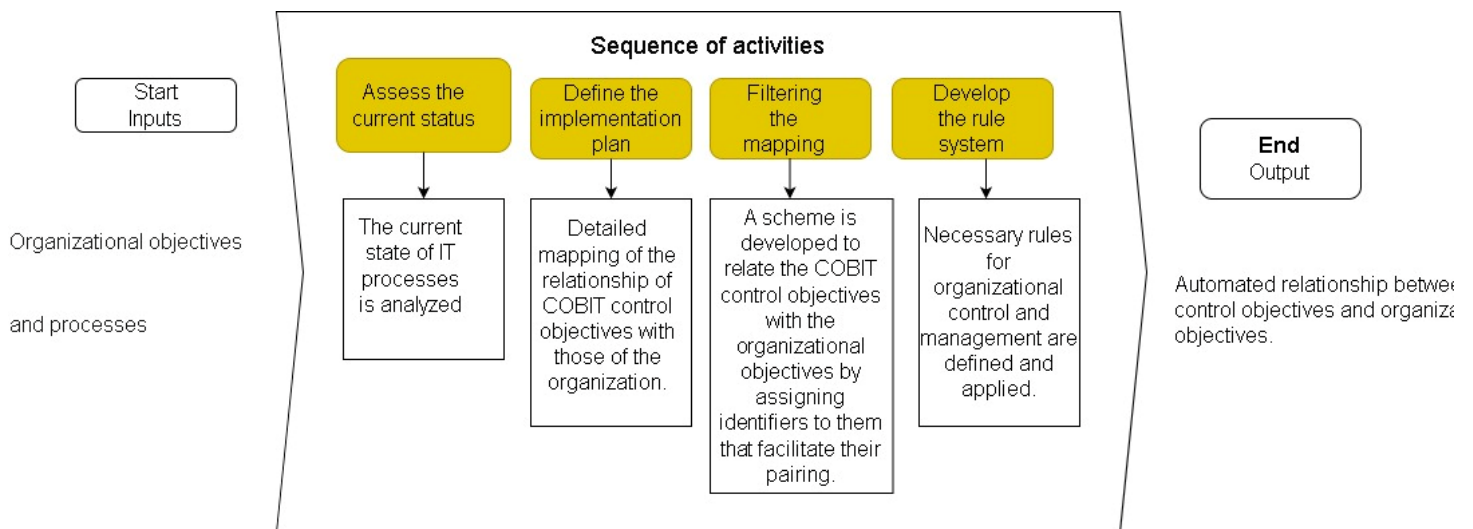 Sequence of activities
Start
Inputs
Organizational objectives
and processes
Assess the
current status
The current
state of IT
processes
is analyzed
Define the
implementation
plan
Detailed
mapping of the
relationship of
COBIT control
objectives with
those of the
organization.
Filtering
the
mapping
A scheme is
developed to
relate the COBIT
control objectives
with the
organizational
objectives by
assigning
identifiers to them
that facilitate their
pairing.
Develop
the rule
system
Necessary rules
for
organizational
control and
management are
defined and
applied.
End
Output
Automated relationship
control objectives and
objectives.